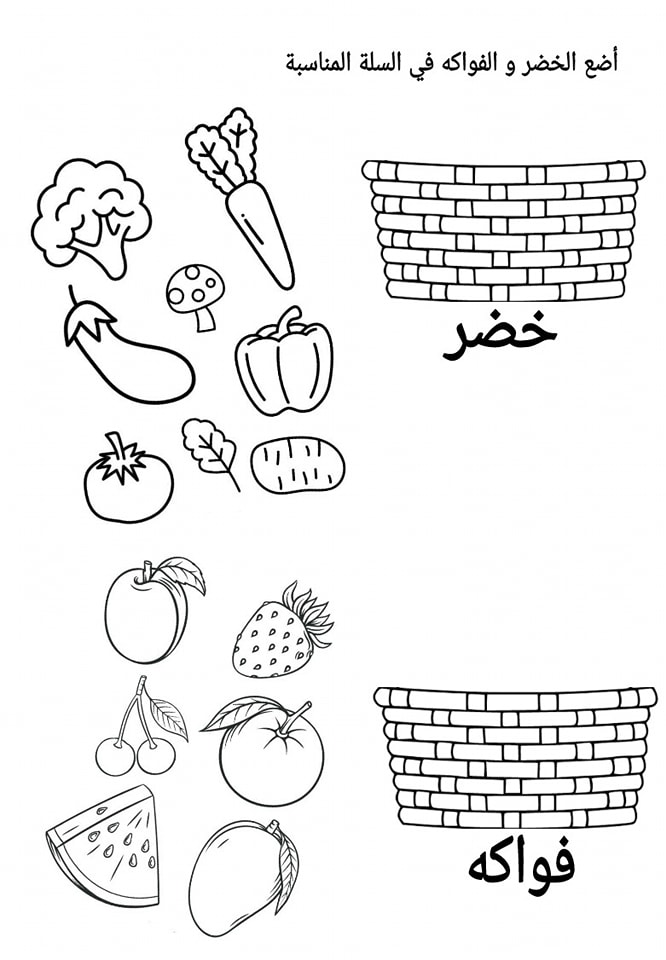 أضع الخضر و الفواكه في السلة المناسبة
خضر
فواكه